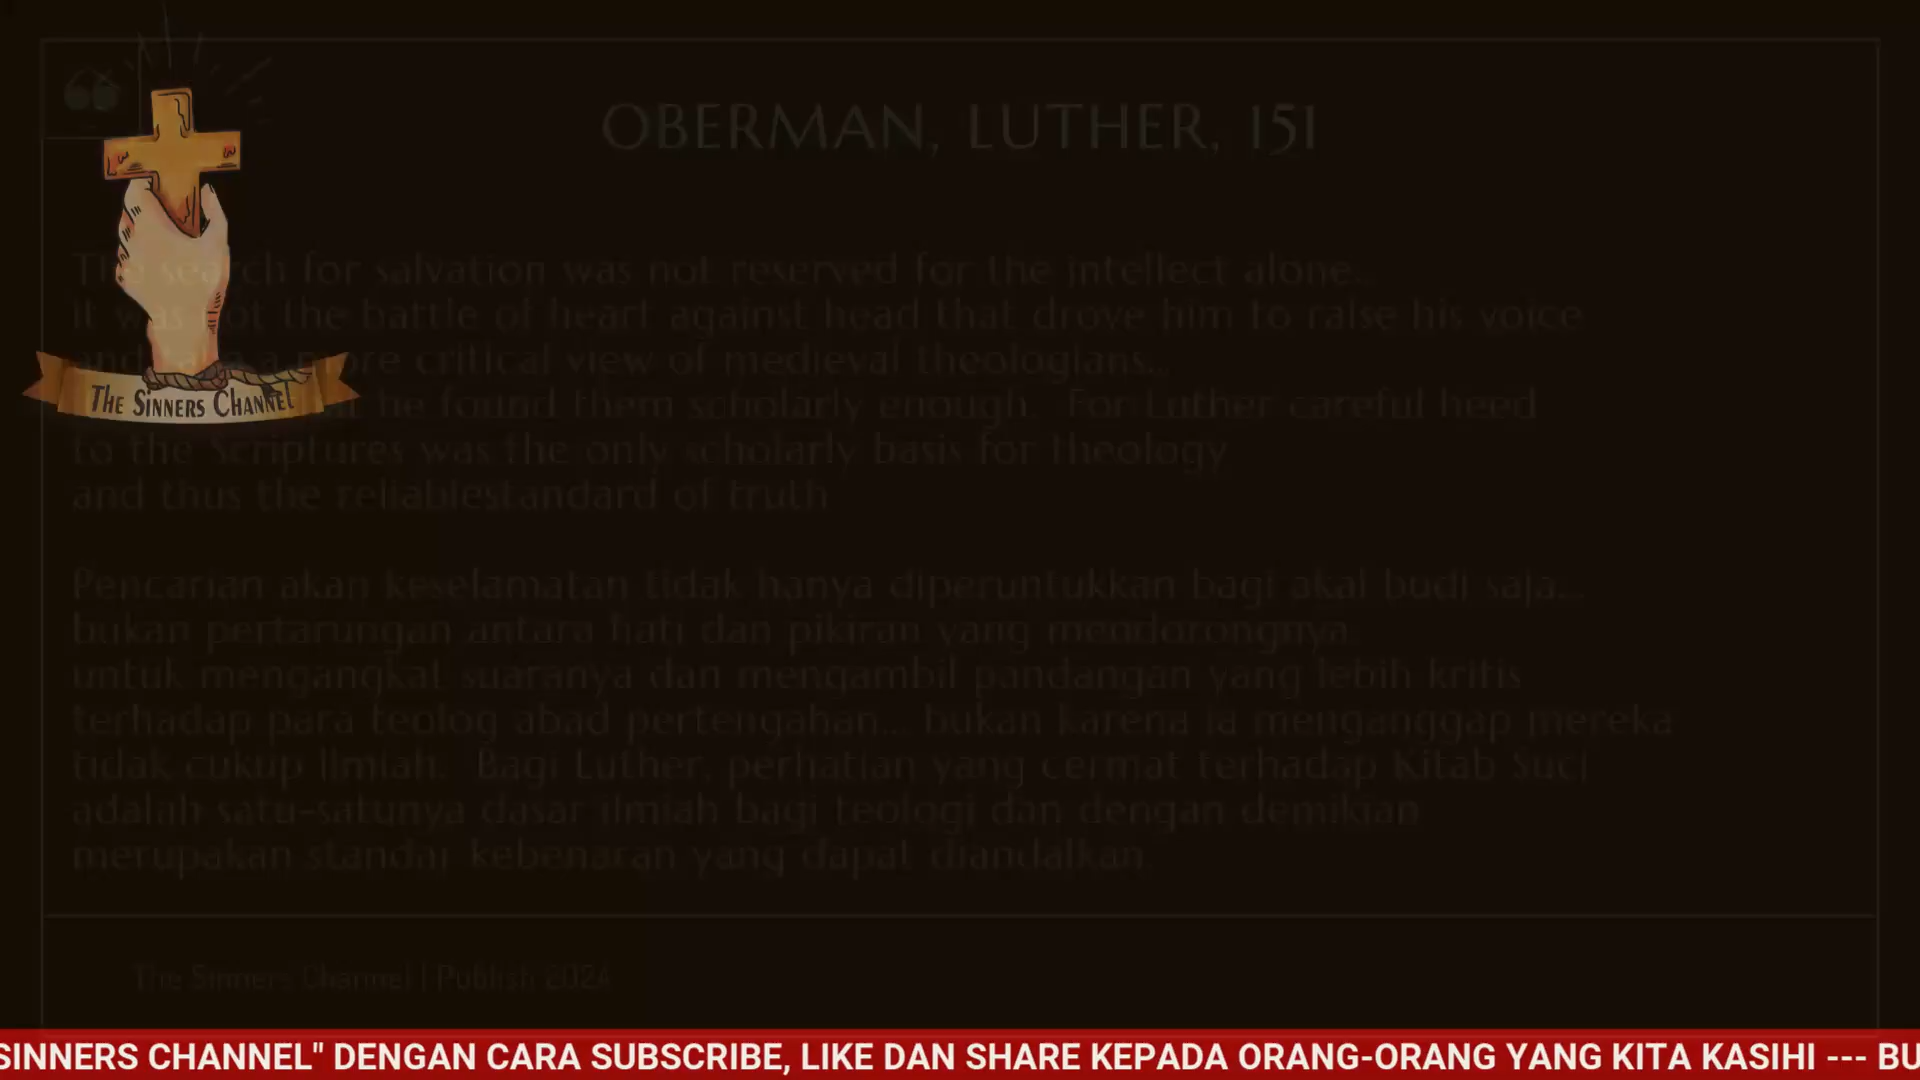 OBERMAN, LUTHER, 151
The search for salvation was not reserved for the intellect alone...
It was not the battle of heart against head that drove him to raise his voice
and take a more critical view of medieval theologians...
he found them scholarly enough. For Luther careful heed
to the Scriptures was the only scholarly basis for theology
and thus the reliablestandard of truth
Pencarian akan keselamatan tidak hanya diperuntukkan bagi akal budi saja...
bukan pertarungan antara hati dan pikiran yang mendorongnya
untuk mengangkat suaranya dan mengambil pandangan yang lebih kritis
terhadap para teolog abad pertengahan... bukan karena ia menganggap mereka
tidak cukup ilmiah. Bagi Luther, perhatian yang cermat terhadap Kitab Suci
adalah satu-satunya dasar ilmiah bagi teologi dan dengan demikian
merupakan standar kebenaran yang dapat diandalkan.
The Sinners Channel
The Sinners Channel | Publish 2024
SINNERS CHANNEL" DENGAN CARA SUBSCRIBE, LIKE DAN SHARE KEPADA ORANG-ORANG YANG KITA KASIHI --- BU